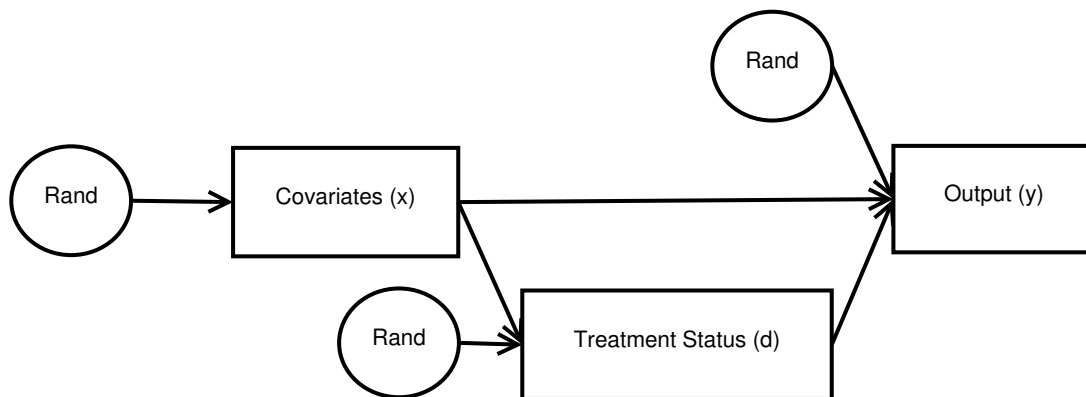 Rand
Rand
Covariates (x)
Output (y)
Rand
Treatment Status (d)